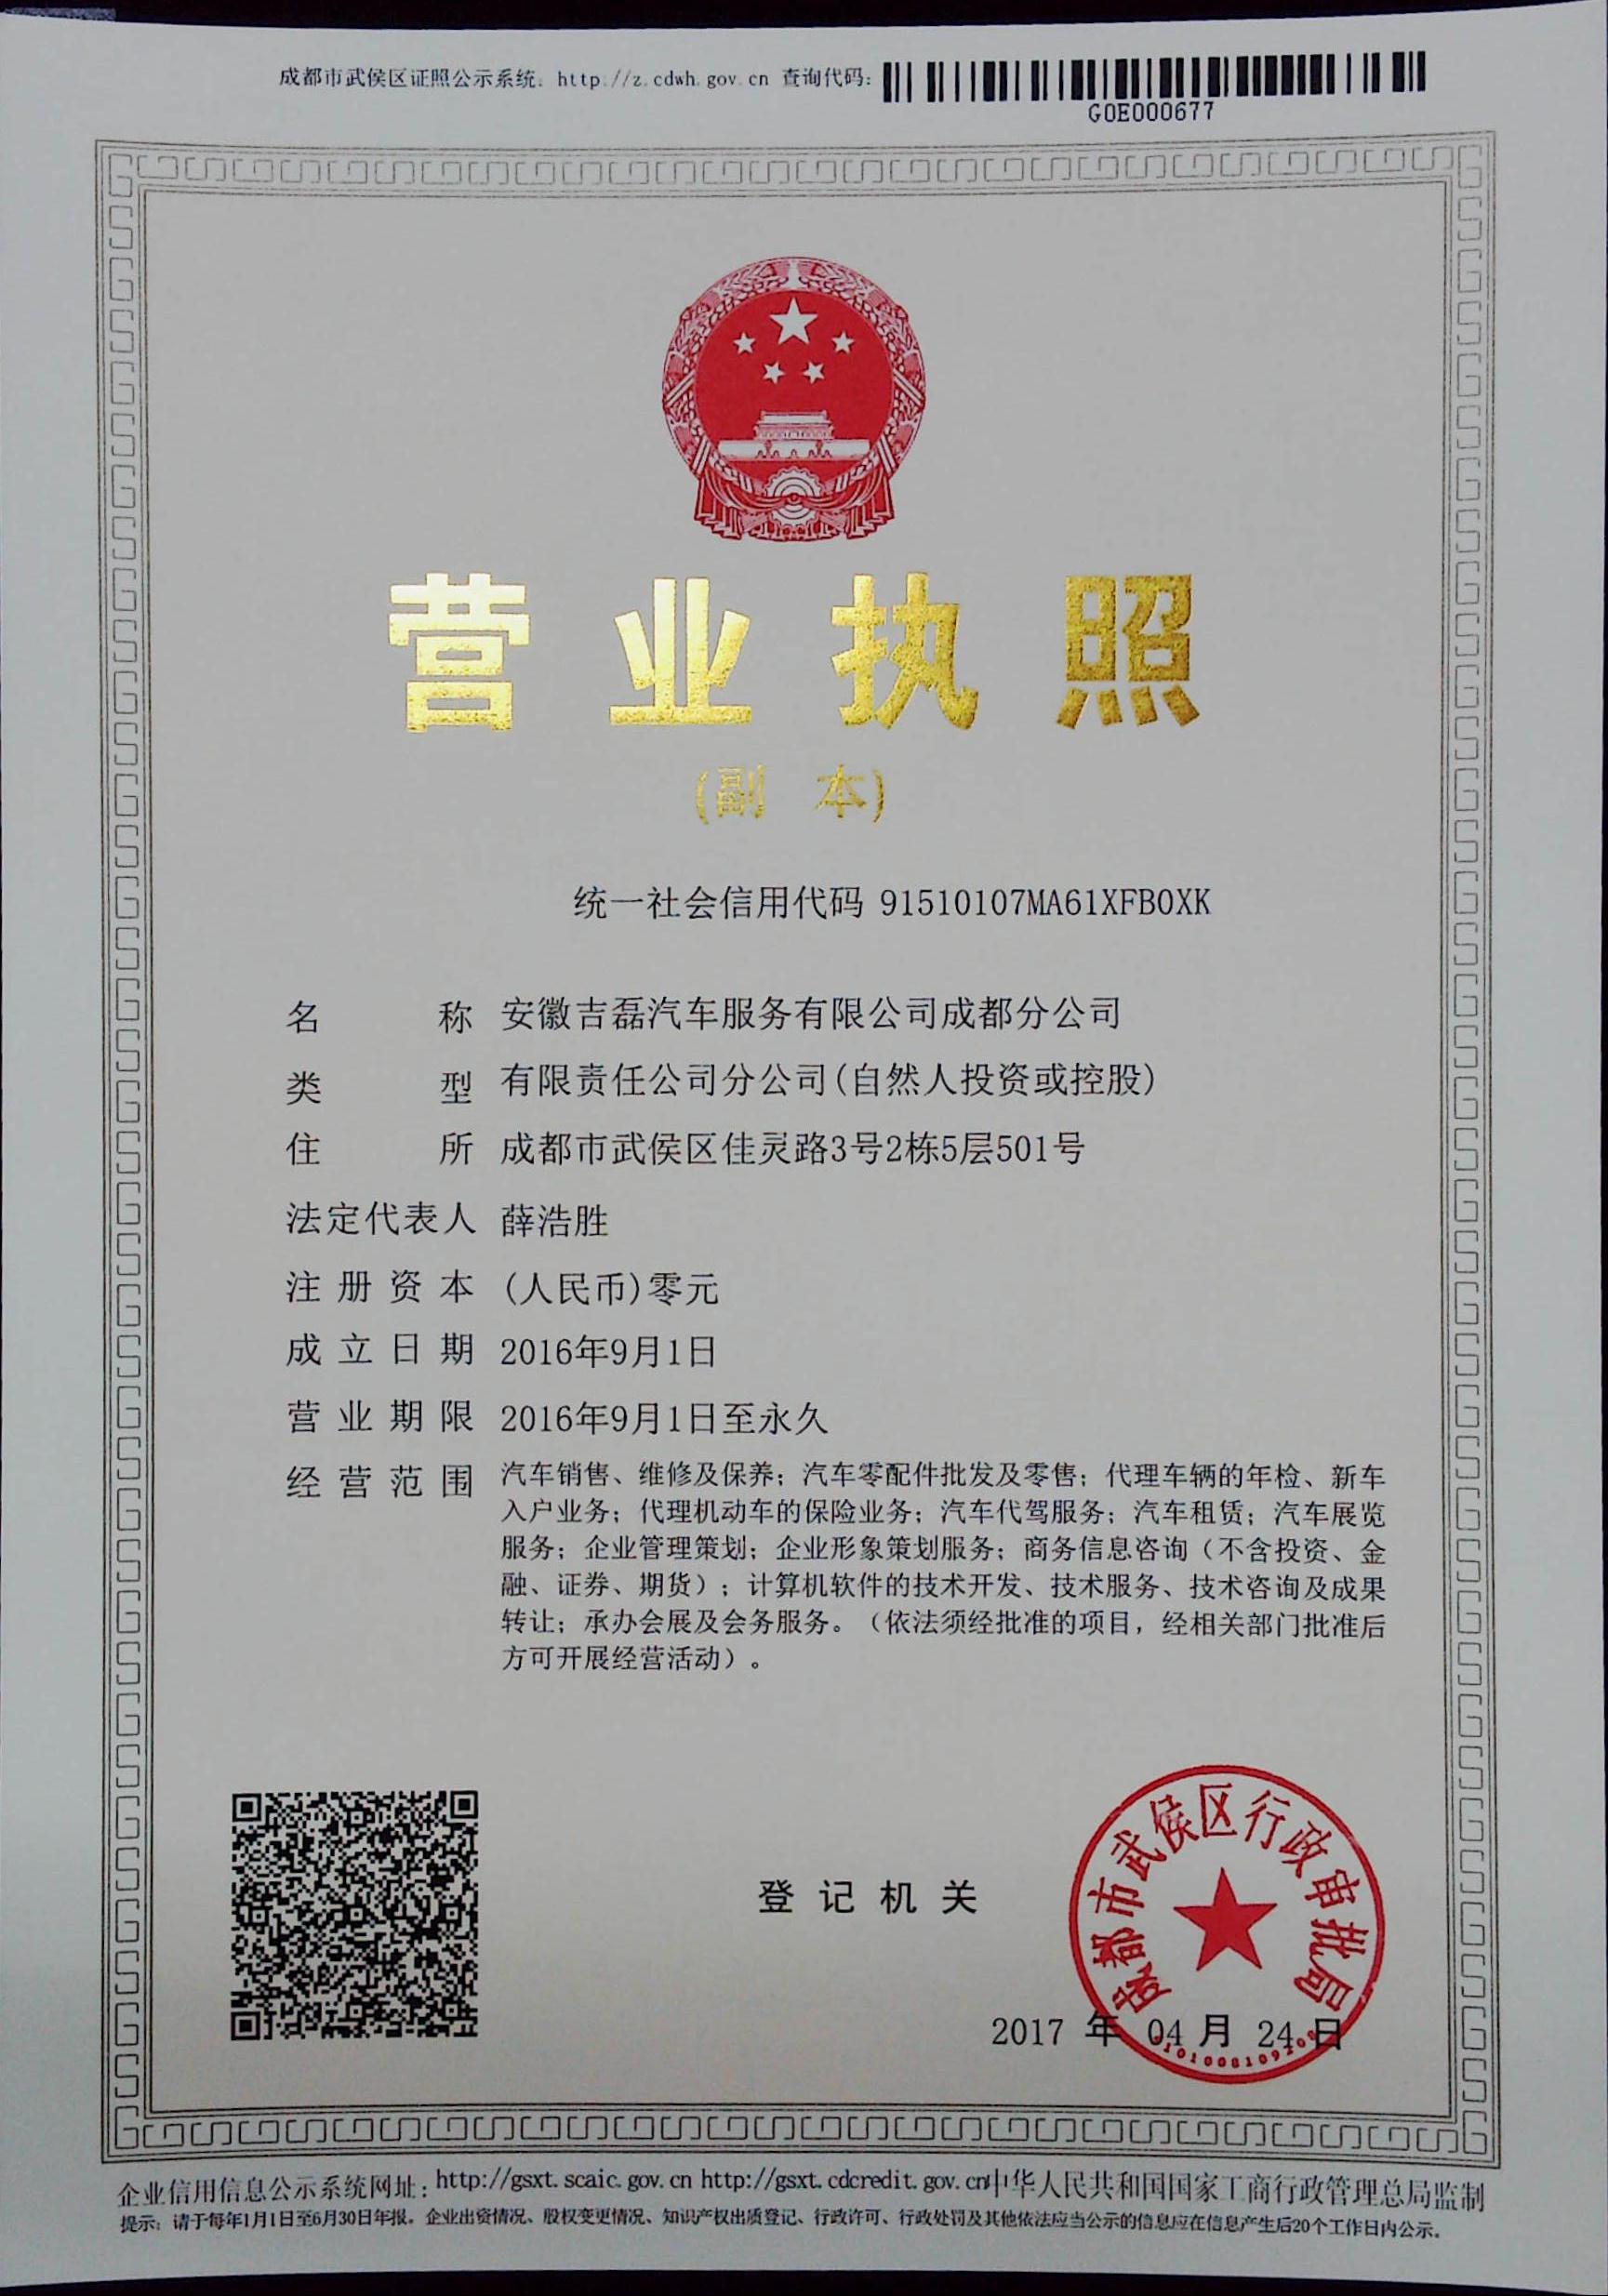 成都市武侯区证照公示系统: http://z.cdwh.gov.cn 查询代码:
G0E000677
营业执照
(副 本)
统一社会信用代码 91510107MA61XFB0XK
名称 安徽吉磊汽车服务有限公司成都分公司
类型 有限责任公司分公司(自然人投资或控股)
住所 成都市武侯区佳灵路3号2栋5层501号
法定代表人 薛浩胜
注册资本 (人民币)零元
成立日期 2016年9月1日
营业期限 2016年9月1日至永久
经营范围 汽车销售、维修及保养；汽车零配件批发及零售；代理车辆的年检、新车
入户业务；代理机动车的保险业务；汽车代驾服务；汽车租赁；汽车展览
服务；企业管理策划；企业形象策划服务；商务信息咨询（不含投资、金
融、证券、期货）；计算机软件的技术开发、技术服务、技术咨询及成果
转让；承办会展及会务服务。（依法须经批准的项目，经相关部门批准后
方可开展经营活动）。
成都市武侯区行政审批局
登记机关
2017 年 04 月 24 日
企业信用信息公示系统网址: http://gsxt.scaic.gov.cn http://gsxt.cdcredit.gov.cn 中华人民共和国国家工商行政管理总局监制
提示: 请于每年1月1日至6月30日年报。企业出资情况、股权变更情况、知识产权出质登记、行政许可、行政处罚及其他依法应当公示的信息应在信息产生后20个工作日内公示。